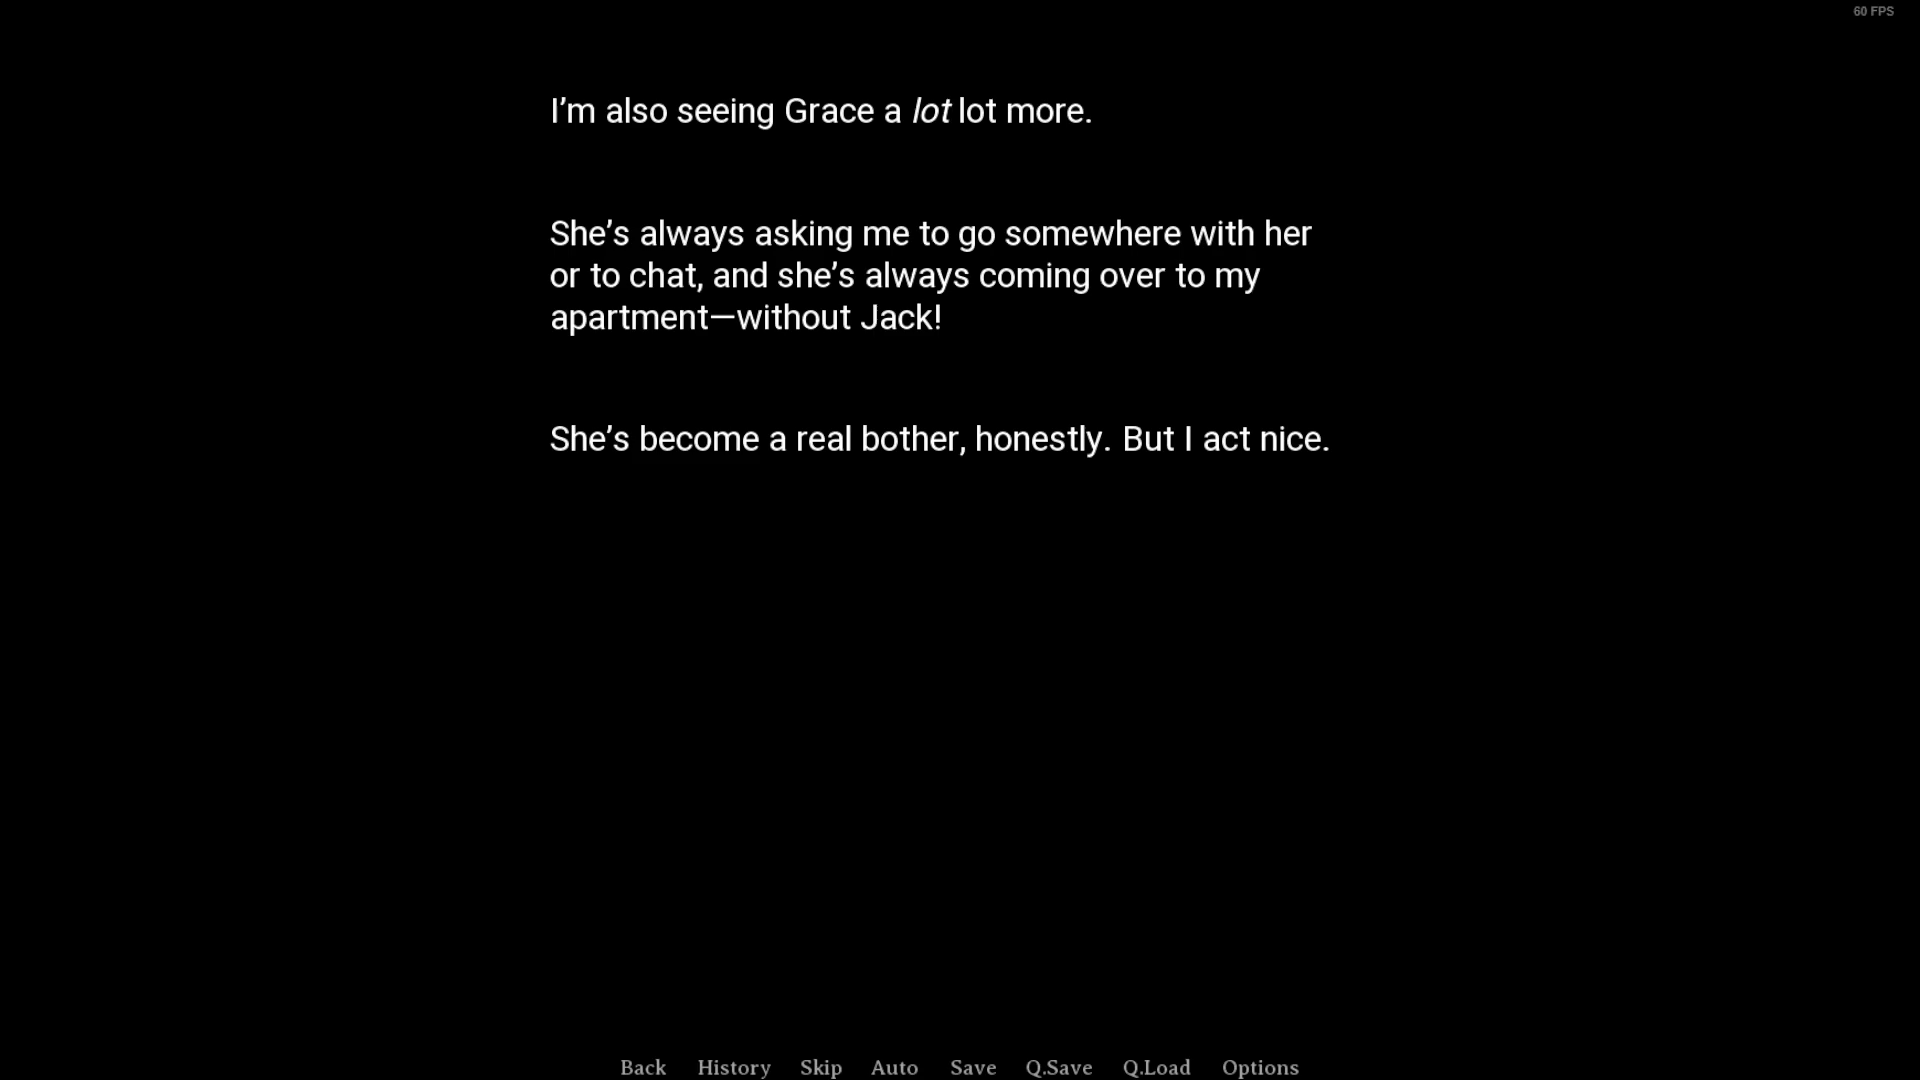 60 FPS
I’m also seeing Grace a lot lot more.
She’s always asking me to go somewhere with her
or to chat, and she’s always coming over to my
apartment—without Jack!
She’s become a real bother, honestly. But I act nice.
Back History Skip Auto Save Q.Save Q.Load Options